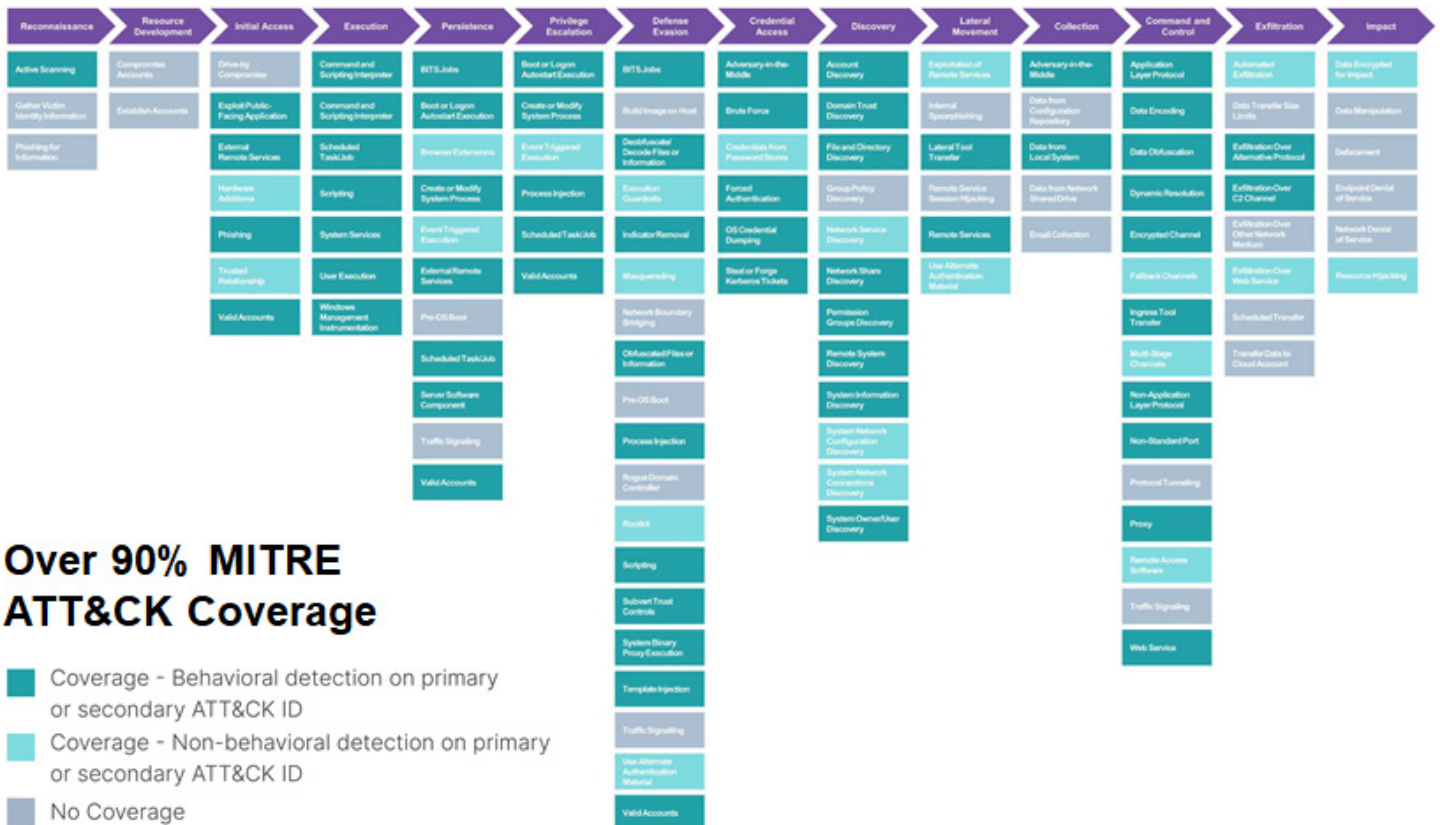 Reconnaissance
Resource
Development
Initial Access
Execution
Persistence
Privilege
Escalation
Defense
Evasion
Credential
Access
Discovery
Lateral
Movement
Collection
Command and
Control
Exfiltration
Impact
Active Scanning
Gather Victim
Identity Information
Phishing for
Information
Compromise
Accounts
Establish Accounts
Drive-by
Compromise
Exploit Public-
Facing Application
External
Remote Services
Hardware
Additions
Phishing
Trusted
Relationship
Valid Accounts
Command and
Scripting Interpreter
Command and
Scripting Interpreter
Scheduled
Task/Job
Scripting
System Services
User Execution
Windows
Management
Instrumentation
BITS Jobs
Boot or Logon
Autostart Execution
Browser Extensions
Create or Modify
System Process
Event Triggered
Execution
External Remote
Services
Pre-OS Boot
Scheduled Task/Job
Server Software
Component
Traffic Signaling
Valid Accounts
Boot or Logon
Autostart Execution
Create or Modify
System Process
Event Triggered
Execution
Process Injection
Scheduled Task/Job
Valid Accounts
BITS Jobs
Build Image on Host
Deobfuscate/
Decode Files or
Information
Execution
Guardrails
Indicator Removal
Masquerading
Network Boundary
Bridging
Obfuscated Files or
Information
Pre-OS Boot
Process Injection
Rogue Domain
Controller
Rootkit
Scripting
Subvert Trust
Controls
System Binary
Proxy Execution
Template Injection
Traffic Signalling
Use Alternate
Authentication
Material
Valid Accounts
Adversary-in-the-
Middle
Brute Force
Credentials from
Password Stores
Forced
Authentication
OS Credential
Dumping
Steal or Forge
Kerberos Tickets
Account
Discovery
Domain Trust
Discovery
File and Directory
Discovery
Group Policy
Discovery
Network Service
Discovery
Network Share
Discovery
Permission
Groups Discovery
Remote System
Discovery
System Information
Discovery
System Network
Configuration
Discovery
System Network
Connections
Discovery
System Owner/User
Discovery
Exploitation of
Remote Services
Internal
Spearphishing
Lateral Tool
Transfer
Remote Service
Session Hijacking
Remote Services
Use Alternate
Authentication
Material
Adversary-in-the-
Middle
Data from
Configuration
Repository
Data from
Local System
Data from Network
Shared Drive
Email Collection
Application
Layer Protocol
Data Encoding
Data Obfuscation
Dynamic Resolution
Encrypted Channel
Fallback Channels
Ingress Tool
Transfer
Multi-Stage
Channels
Non-Application
Layer Protocol
Non-Standard Port
Protocol Tunneling
Proxy
Remote Access
Software
Traffic Signaling
Web Service
Automated
Exfiltration
Data Transfer Size
Limits
Exfiltration Over
Alternative Protocol
Exfiltration Over
C2 Channel
Exfiltration Over
Other Network
Medium
Exfiltration Over
Web Service
Scheduled Transfer
Transfer Data to
Cloud Account
Data Encrypted
for Impact
Data Manipulation
Defacement
Endpoint Denial
of Service
Network Denial
of Service
Resource Hijacking
Over 90% MITRE
ATT&CK Coverage
Coverage - Behavioral detection on primary
or secondary ATT&CK ID
Coverage - Non-behavioral detection on primary
or secondary ATT&CK ID
No Coverage